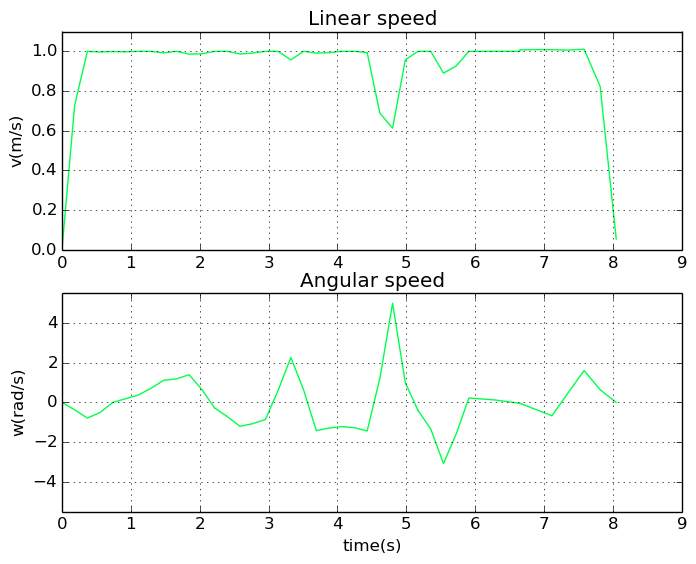 Linear speed
1.0
0.8
0.6
0.4
0.2
0.0
v(m/s)
0 1 2 3 4 5 6 7 8 9
Angular speed
4
2
0
−2
−4
w(rad/s)
0 1 2 3 4 5 6 7 8 9
time(s)